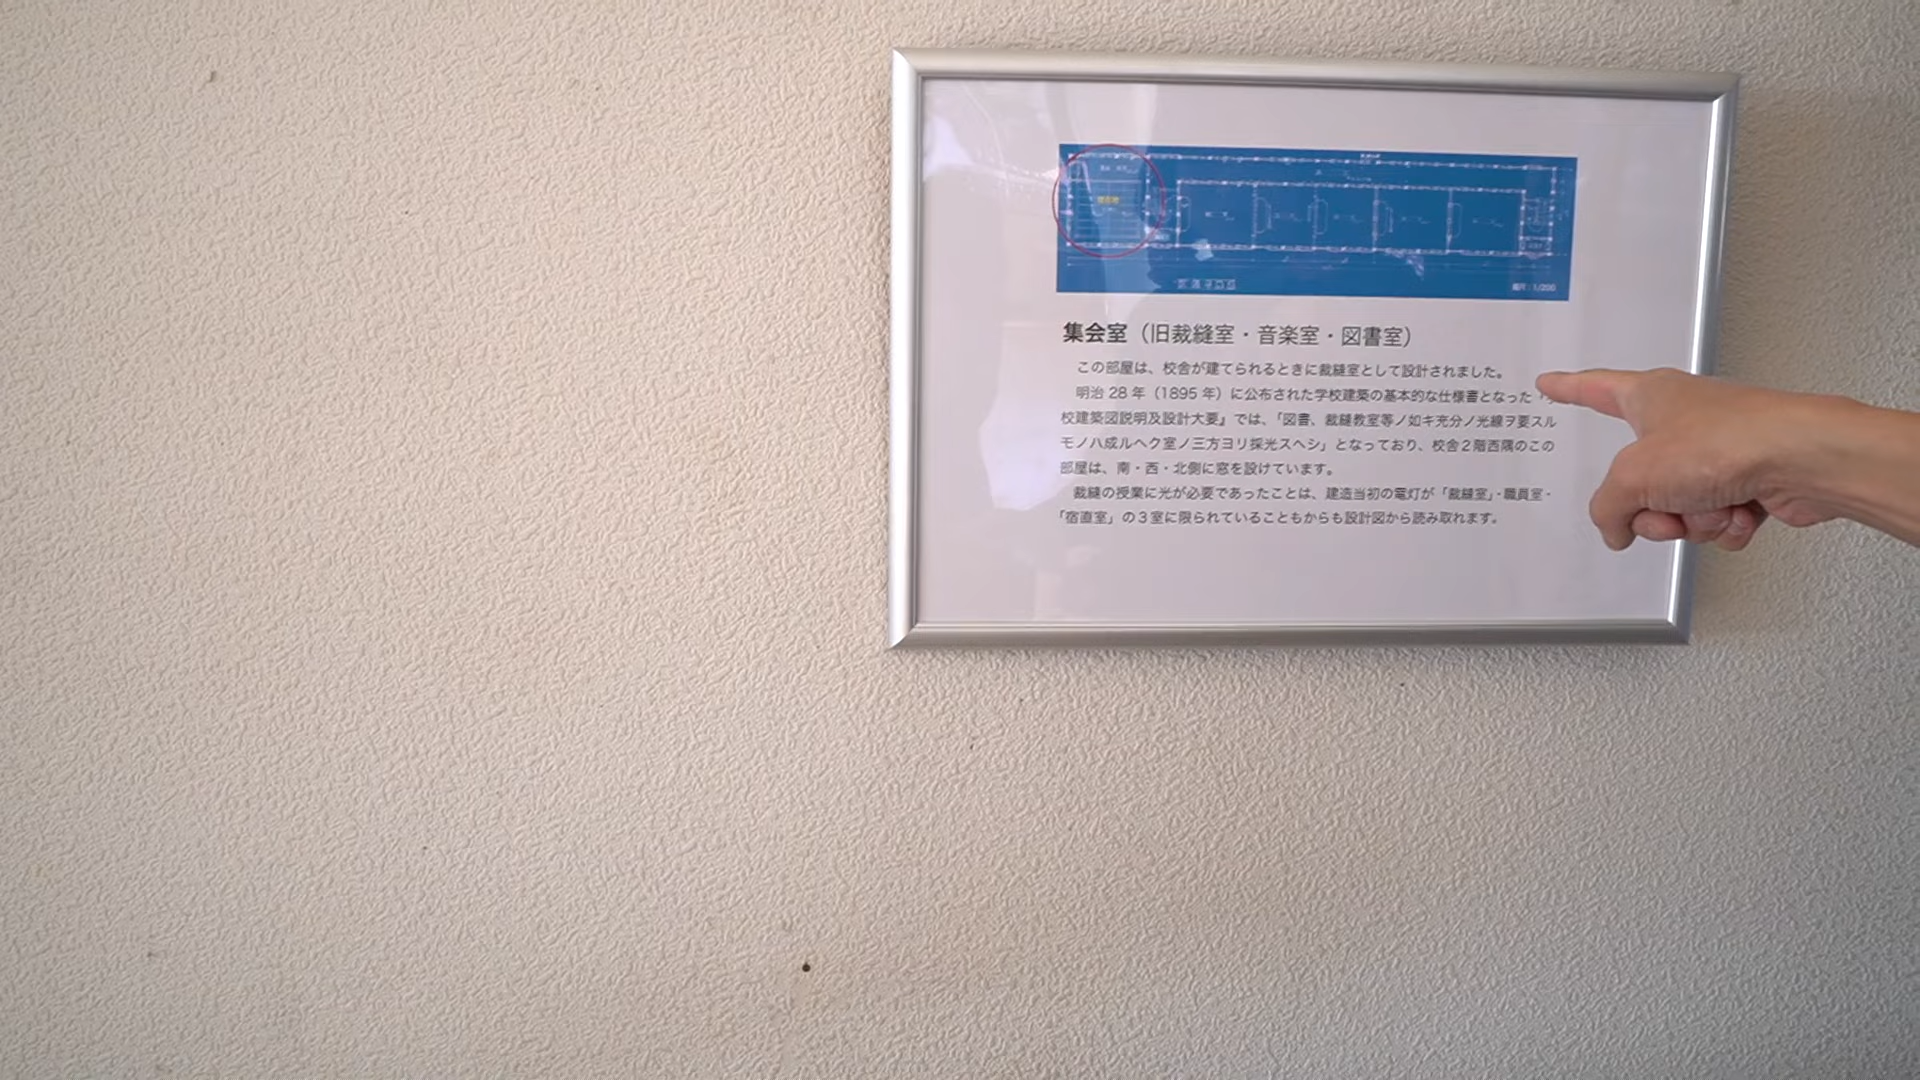 縮尺：1/200
集会室（旧裁縫室・音楽室・図書室）
この部屋は、校舎が建てられるときに裁縫室として設計されました。
明治 28 年（1895 年）に公布された学校建築の基本的な仕様書となった『
校建築図説明及設計大要』では、「図書、裁縫教室等ノ如キ充分ノ光線ヲ要スル
モノハ成ルヘク室ノ三方ヨリ採光スヘシ」となっており、校舎２階西隅のこの
部屋は、南・西・北側に窓を設けています。
裁縫の授業に光が必要であったことは、建造当初の電灯が「裁縫室」・職員室・
「宿直室」の３室に限られていることもからも設計図から読み取れます。